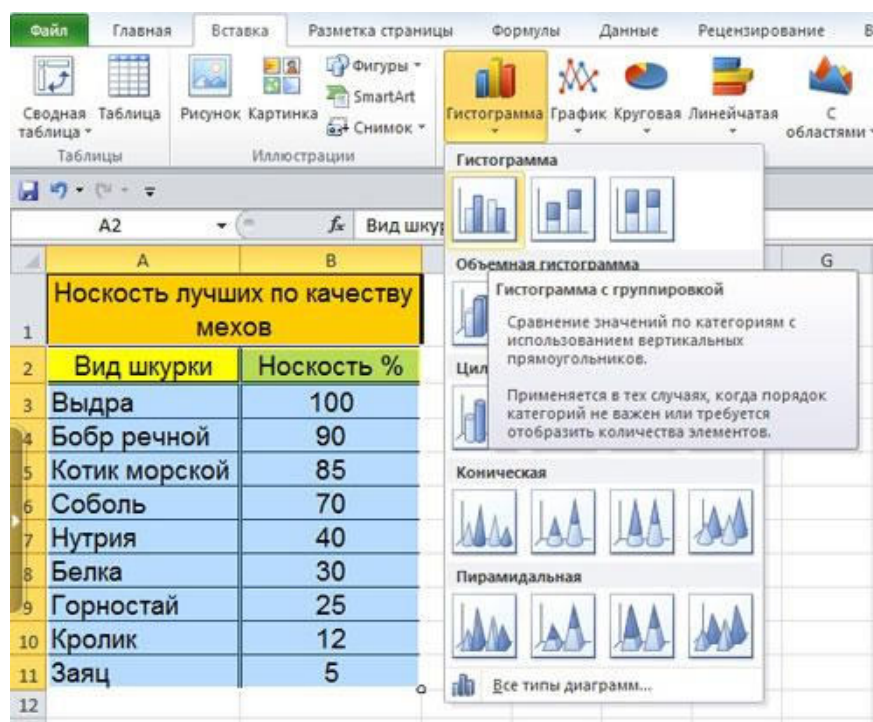 Файл Главная Вставка Разметка страницы Формулы Данные Рецензирование В
Сводная таблица
Таблица
Рисунок
Картинка
Фигуры
SmartArt
Снимок
Гистограмма
График
Круговая
Линейчатая
С областями
Таблицы
Иллюстрации
A2
fx
Вид шкур
Гистограмма
Объемная гистограмма
Гистограмма с группировкой
Сравнение значений по категориям с
использованием вертикальных
прямоугольников.
Применяется в тех случаях, когда порядок
категорий не важен или требуется
отобразить количества элементов.
Цил
Коническая
Пирамидальная
Все типы диаграмм...
A B G
1 Носкость лучших по качеству
мехов
2 Вид шкурки Носкость %
3 Выдра 100
4 Бобр речной 90
5 Котик морской 85
6 Соболь 70
7 Нутрия 40
8 Белка 30
9 Горностай 25
10 Кролик 12
11 Заяц 5
12